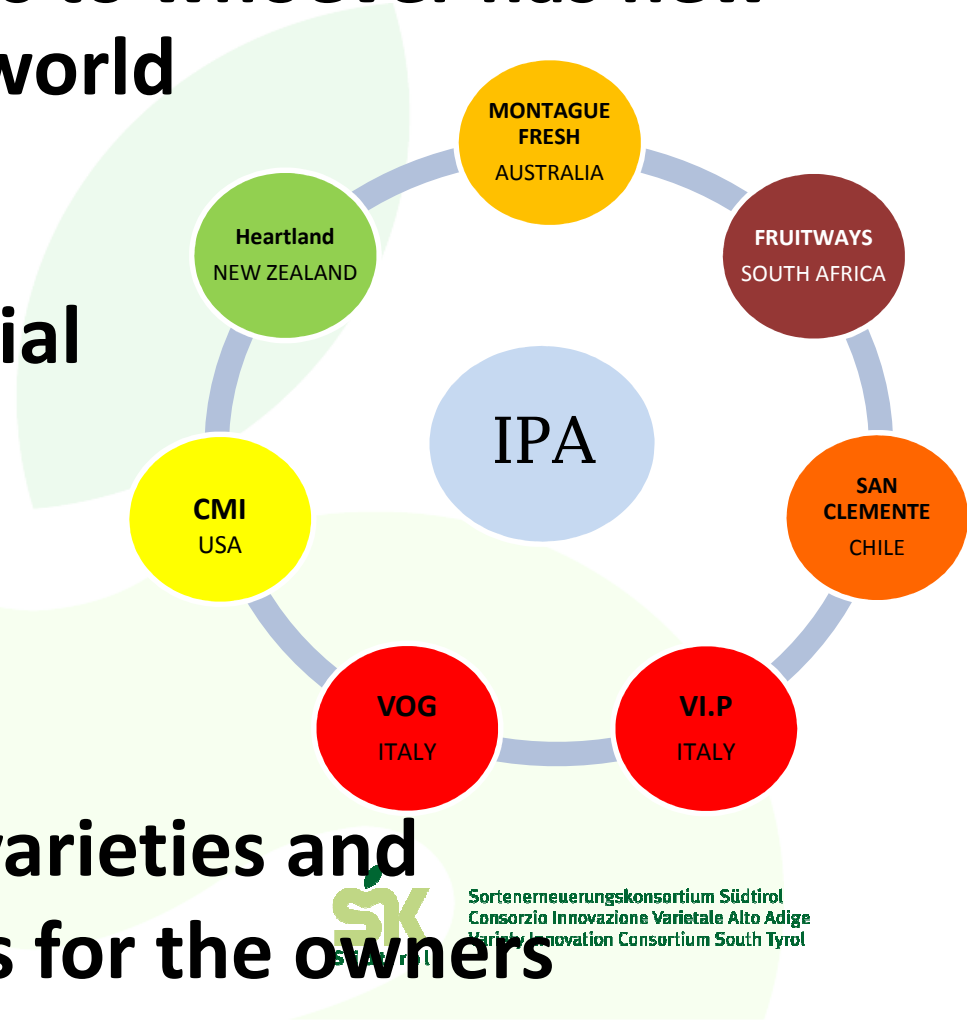 world
MONTAGUE
FRESH
AUSTRALIA
Heartland
NEW ZEALAND
FRUITWAYS
SOUTH AFRICA
ial
IPA
SAN
CLEMENTE
CHILE
CMI
USA
VOG
ITALY
VI.P
ITALY
varieties and
SK
Sortenerneuerungskonsortium Südtirol
Consorzio Innovazione Varietale Alto Adige
Variety Innovation Consortium South Tyrol
s for the owners
Südtirol